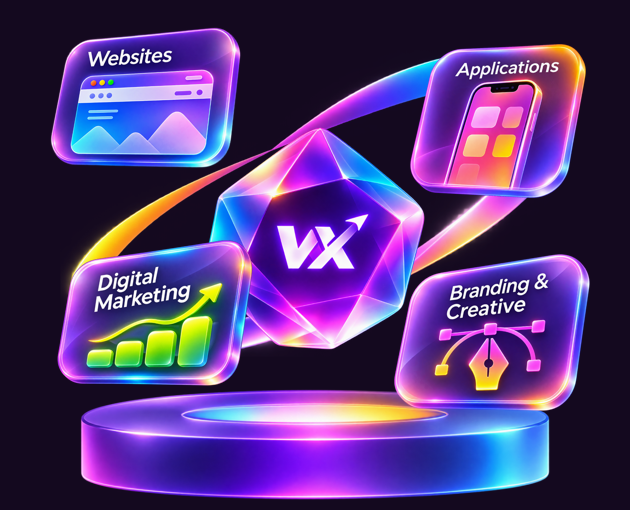 Websites
Applications
VX
Digital
Marketing
Branding &
Creative